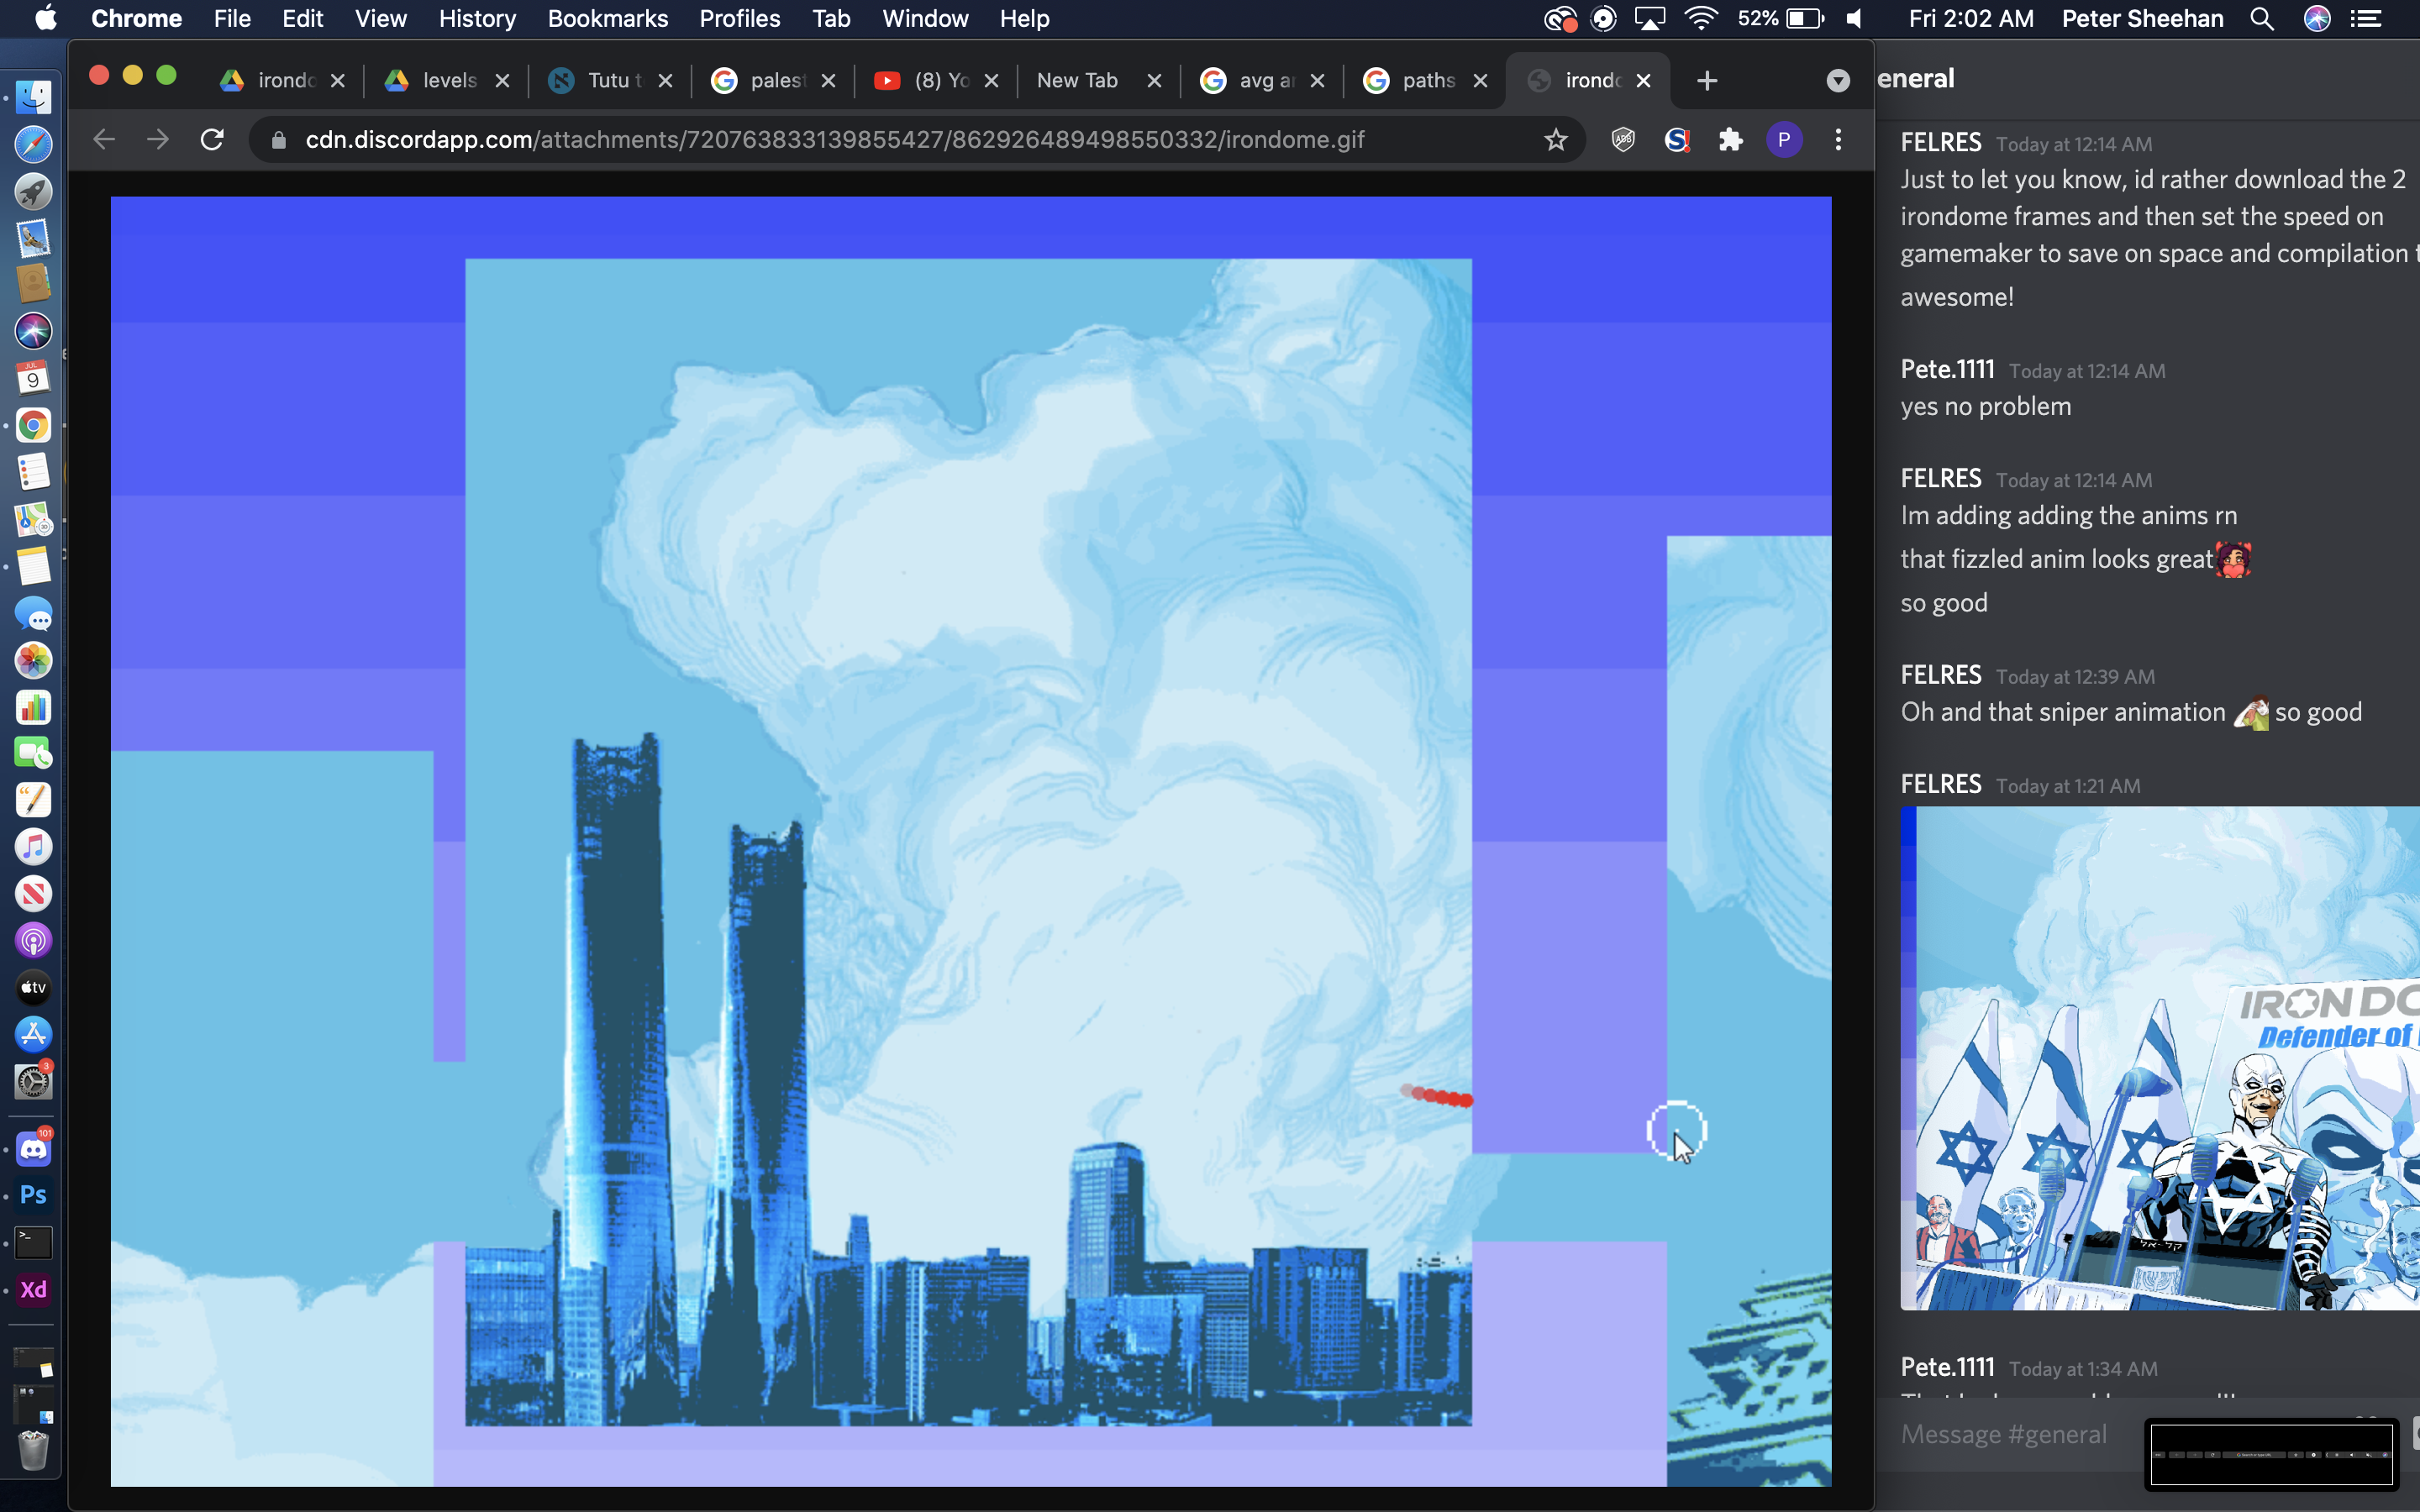 Chrome File Edit View History Bookmarks Profiles Tab Window Help 52% Fri 2:02 AM Peter Sheehan
irondo levels Tutu t palest (8) Yo New Tab avg ar paths irondo
cdn.discordapp.com/attachments/720763833139855427/862926489498550332/irondome.gif
ABP S! P
eneral
FELRES Today at 12:14 AM
Just to let you know, id rather download the 2
irondome frames and then set the speed on
gamemaker to save on space and compilation t
awesome!
Pete.1111 Today at 12:14 AM
yes no problem
FELRES Today at 12:14 AM
Im adding adding the anims rn
that fizzled anim looks great
so good
FELRES Today at 12:39 AM
Oh and that sniper animation so good
FELRES Today at 1:21 AM
IRON DO
Defender of
קל-אל
Pete.1111 Today at 1:34 AM
Message #general
JUL
9
tv
3
101
Ps
>_
Xd